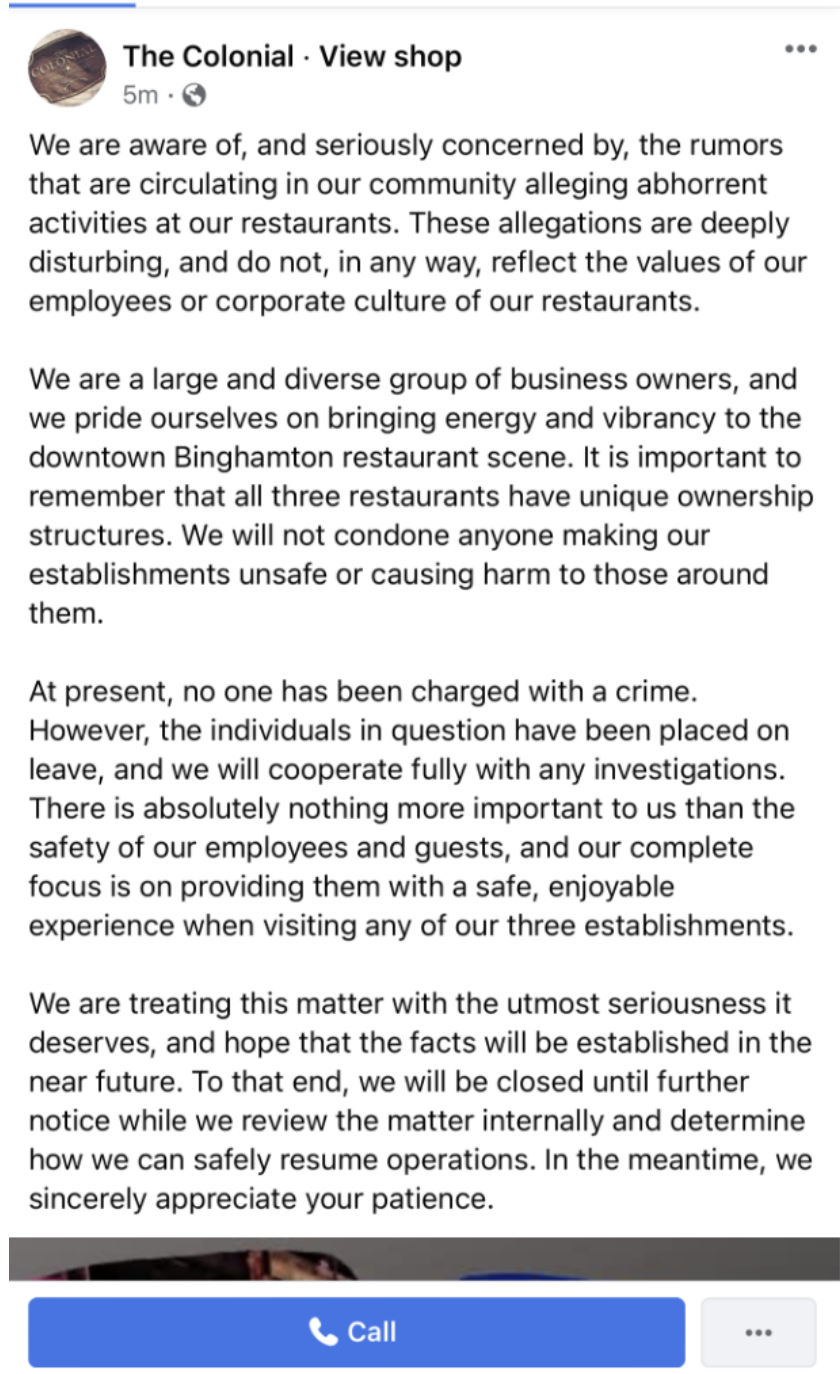 The Colonial · View shop
5m ·
We are aware of, and seriously concerned by, the rumors
that are circulating in our community alleging abhorrent
activities at our restaurants. These allegations are deeply
disturbing, and do not, in any way, reflect the values of our
employees or corporate culture of our restaurants.
We are a large and diverse group of business owners, and
we pride ourselves on bringing energy and vibrancy to the
downtown Binghamton restaurant scene. It is important to
remember that all three restaurants have unique ownership
structures. We will not condone anyone making our
establishments unsafe or causing harm to those around
them.
At present, no one has been charged with a crime.
However, the individuals in question have been placed on
leave, and we will cooperate fully with any investigations.
There is absolutely nothing more important to us than the
safety of our employees and guests, and our complete
focus is on providing them with a safe, enjoyable
experience when visiting any of our three establishments.
We are treating this matter with the utmost seriousness it
deserves, and hope that the facts will be established in the
near future. To that end, we will be closed until further
notice while we review the matter internally and determine
how we can safely resume operations. In the meantime, we
sincerely appreciate your patience.
Call